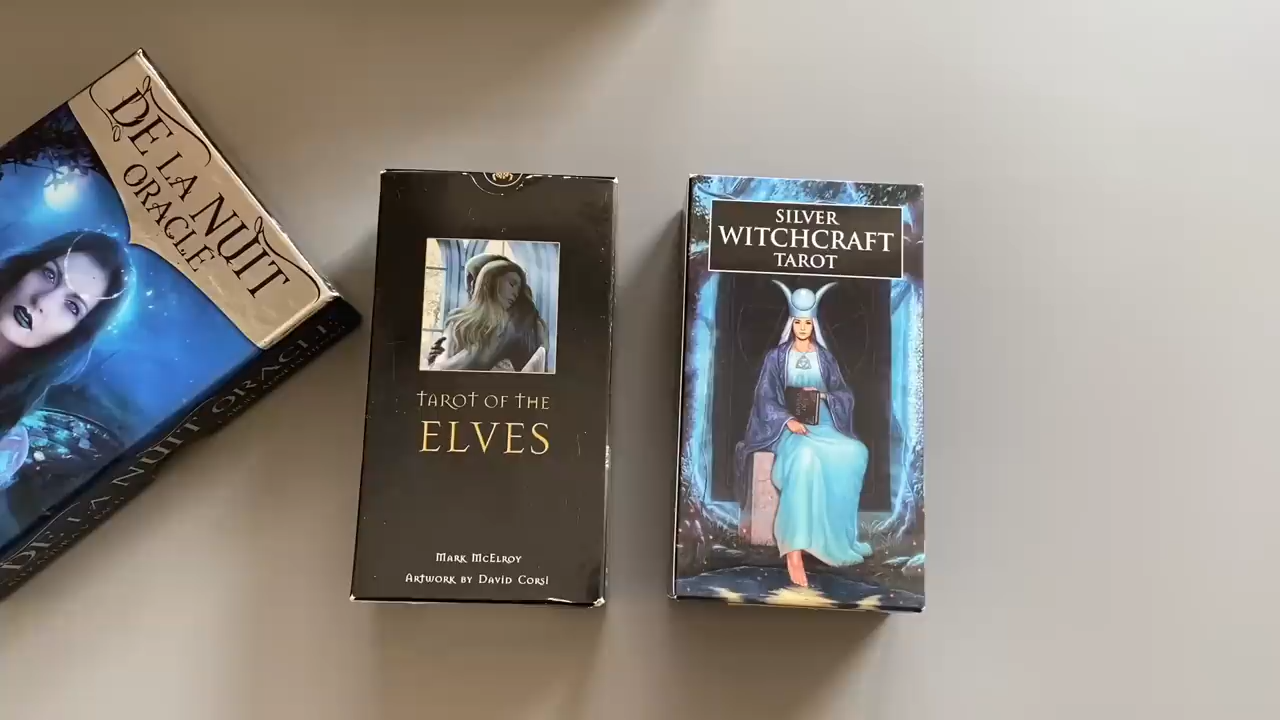 DE LA NUIT
ORACLE
DE LA NUIT ORACLE
TAROT OF THE
ELVES
MARK MCELROY
ARTWORK BY DAVID CORSI
SILVER
WITCHCRAFT
TAROT